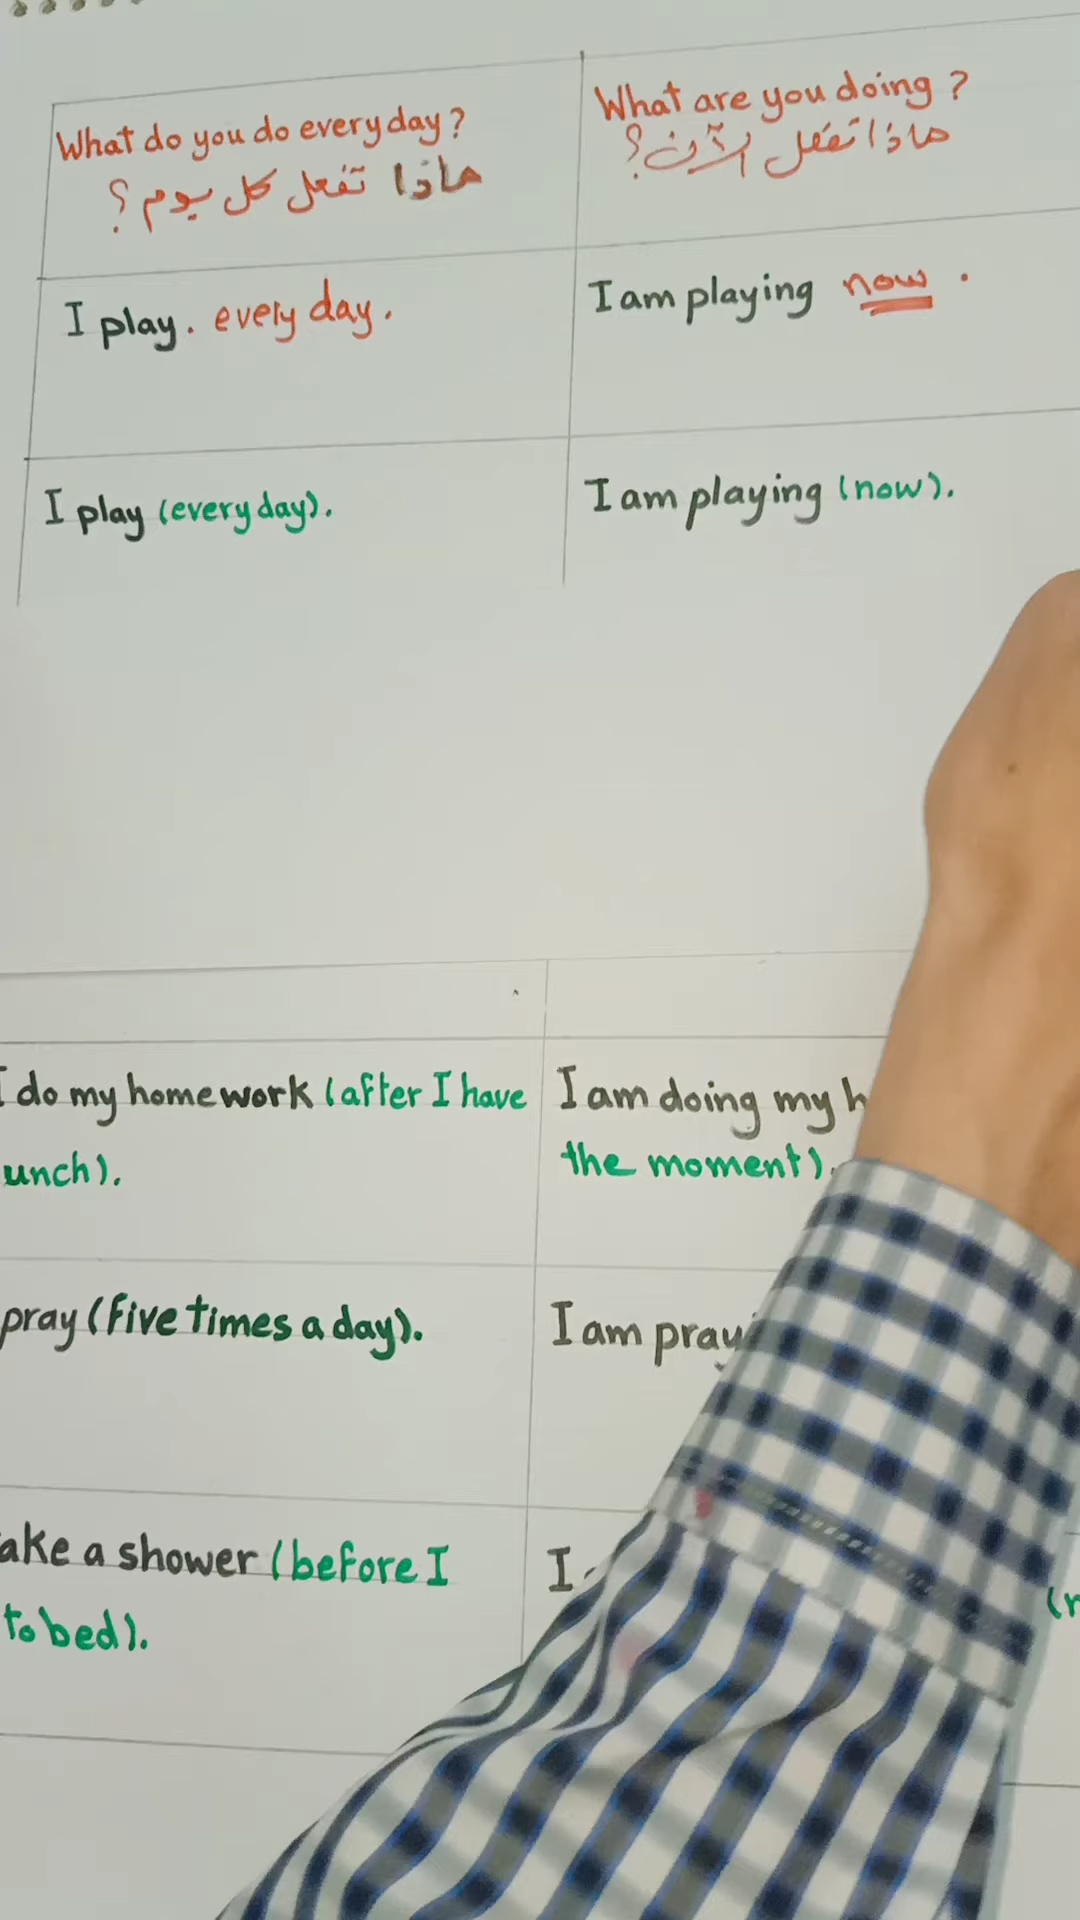 What do you do every day?
ماذا تفعل كل يوم؟
What are you doing?
ماذا تفعل الآن؟
I play. every day.
I am playing now.
I play (every day).
I am playing (now).
I do my homework (after I have
unch).
I am doing my h
the moment).
pray (five times a day).
I am pray
ake a shower (before I
to bed).
I
(n